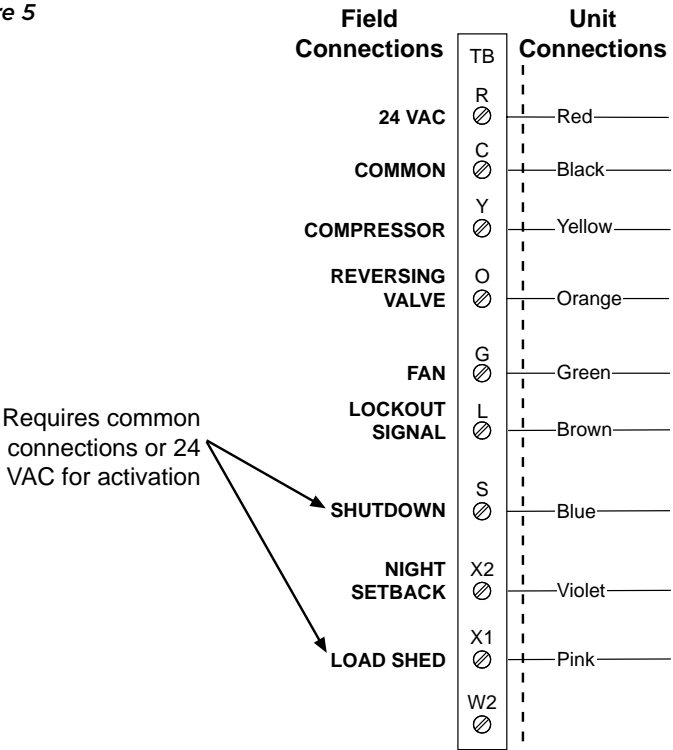 re 5
Field Unit
Connections TB Connections
R
24 VAC Red
C
COMMON Black
Y
COMPRESSOR Yellow
REVERSING O
VALVE Orange
G
FAN Green
LOCKOUT L
SIGNAL Brown
Requires common
connections or 24
VAC for activation
S
SHUTDOWN Blue
NIGHT X2
SETBACK Violet
X1
LOAD SHED Pink
W2